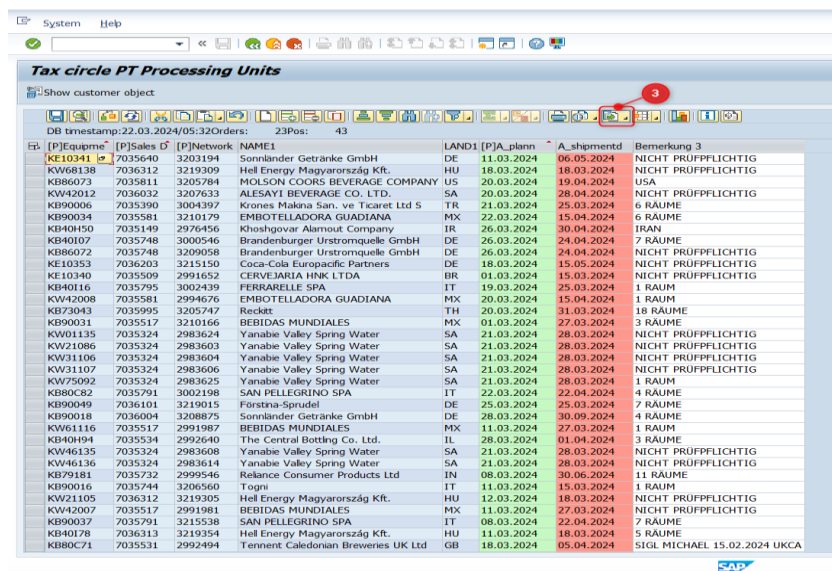 System Help
Tax circle PT Processing Units
Show customer object
3
DB timestamp:22.03.2024/05:32Orders: 23Pos: 43
[P]Equipme [P]Sales D [P]Network NAME1 LAND1 [P]A_plann A_shipmentd Bemerkung 3
KE10341 7035640 3203194 Sonnländer Getränke GmbH DE 11.03.2024 06.05.2024 NICHT PRÜFPFLICHTIG
KW68138 7036312 3219309 Hell Energy Magyarország Kft. HU 18.03.2024 18.03.2024 NICHT PRÜFPFLICHTIG
KB86073 7035811 3205784 MOLSON COORS BEVERAGE COMPANY US 20.03.2024 19.04.2024 USA
KW42012 7036032 3207633 ALESAYI BEVERAGE CO. LTD. SA 20.03.2024 28.04.2024 NICHT PRÜFPFLICHTIG
KB90006 7035390 3004397 Krones Makina San. ve Ticaret Ltd S TR 21.03.2024 25.03.2024 6 RÄUME
KB90034 7035581 3210179 EMBOTELLADORA GUADIANA MX 22.03.2024 15.04.2024 6 RÄUME
KB40H50 7035149 2976456 Khoshgovar Alamout Company IR 26.03.2024 30.04.2024 IRAN
KB40I07 7035748 3000546 Brandenburger Urstromquelle GmbH DE 26.03.2024 24.04.2024 7 RÄUME
KB86072 7035748 3209058 Brandenburger Urstromquelle GmbH DE 26.03.2024 24.04.2024 NICHT PRÜFPFLICHTIG
KE10353 7036203 3215150 Coca-Cola Europacific Partners DE 18.03.2024 15.05.2024 NICHT PRÜFPFLICHTIG
KE10340 7035509 2991652 CERVEJARIA HNK LTDA BR 01.03.2024 15.03.2024 NICHT PRÜFPFLICHTIG
KB40I16 7035795 3002439 FERRARELLE SPA IT 19.03.2024 25.03.2024 1 RAUM
KW42008 7035581 2994676 EMBOTELLADORA GUADIANA MX 20.03.2024 15.04.2024 1 RAUM
KB73043 7035995 3205747 Reckitt TH 20.03.2024 31.03.2024 18 RÄUME
KB90031 7035517 3210166 BEBIDAS MUNDIALES MX 01.03.2024 27.03.2024 3 RÄUME
KW01135 7035324 2983624 Yanabie Valley Spring Water SA 21.03.2024 28.03.2024 NICHT PRÜFPFLICHTIG
KW21086 7035324 2983603 Yanabie Valley Spring Water SA 21.03.2024 28.03.2024 NICHT PRÜFPFLICHTIG
KW31106 7035324 2983604 Yanabie Valley Spring Water SA 21.03.2024 28.03.2024 NICHT PRÜFPFLICHTIG
KW31107 7035324 2983606 Yanabie Valley Spring Water SA 21.03.2024 28.03.2024 NICHT PRÜFPFLICHTIG
KW75092 7035324 2983625 Yanabie Valley Spring Water SA 21.03.2024 28.03.2024 1 RAUM
KB80C82 7035791 3002198 SAN PELLEGRINO SPA IT 22.03.2024 22.04.2024 4 RÄUME
KB90049 7036101 3219015 Förstina-Sprudel DE 25.03.2024 25.03.2024 7 RÄUME
KB90018 7036004 3208875 Sonnländer Getränke GmbH DE 28.03.2024 30.09.2024 4 RÄUME
KW61116 7035517 2991987 BEBIDAS MUNDIALES MX 11.03.2024 27.03.2024 1 RAUM
KB40H94 7035534 2992640 The Central Bottling Co. Ltd. IL 28.03.2024 01.04.2024 3 RÄUME
KW46135 7035324 2983608 Yanabie Valley Spring Water SA 21.03.2024 28.03.2024 NICHT PRÜFPFLICHTIG
KW46136 7035324 2983614 Yanabie Valley Spring Water SA 21.03.2024 28.03.2024 NICHT PRÜFPFLICHTIG
KB79181 7035732 2999546 Reliance Consumer Products Ltd IN 08.03.2024 30.06.2024 11 RÄUME
KB90016 7035744 3206560 Togni IT 11.03.2024 15.03.2024 1 RAUM
KW21105 7036312 3219305 Hell Energy Magyarország Kft. HU 12.03.2024 18.03.2024 NICHT PRÜFPFLICHTIG
KW42007 7035517 2991981 BEBIDAS MUNDIALES MX 11.03.2024 27.03.2024 NICHT PRÜFPFLICHTIG
KB90037 7035791 3215538 SAN PELLEGRINO SPA IT 08.03.2024 22.04.2024 7 RÄUME
KB40I78 7036313 3219354 Hell Energy Magyarország Kft. HU 11.03.2024 18.03.2024 5 RÄUME
KB80C71 7035531 2992494 Tennent Caledonian Breweries UK Ltd GB 18.03.2024 05.04.2024 SIGL MICHAEL 15.02.2024 UKCA
SAP